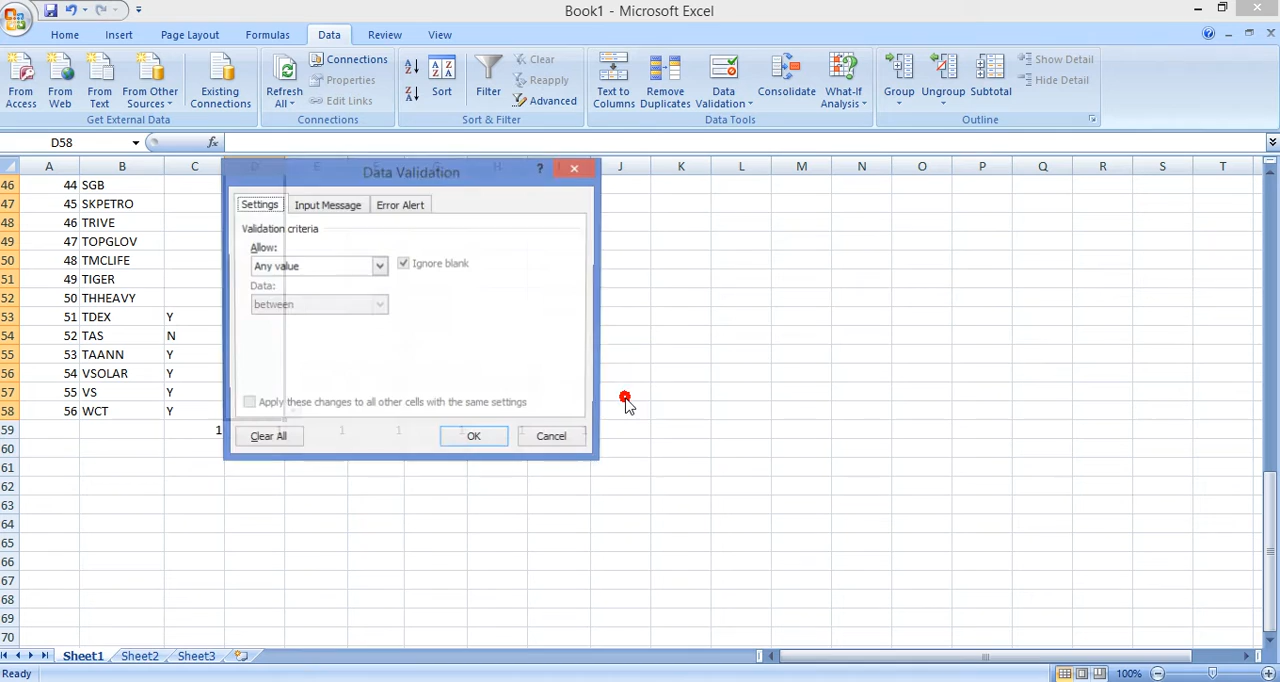 Book1 - Microsoft Excel
Home Insert Page Layout Formulas Data Review View
From Access
From Web
From Text
From Other Sources
Existing Connections
Get External Data
Refresh All
Connections
Properties
Edit Links
Connections
Sort
Filter
Clear
Reapply
Advanced
Sort & Filter
Text to Columns
Remove Duplicates
Data Validation
Consolidate
What-If Analysis
Data Tools
Group
Ungroup
Subtotal
Show Detail
Hide Detail
Outline
D58 fx
A B C D E F G H J K L M N O P Q R S T
46 44 SGB
47 45 SKPETRO
48 46 TRIVE
49 47 TOPGLOV
50 48 TMCLIFE
51 49 TIGER
52 50 THHEAVY
53 51 TDEX Y
54 52 TAS N
55 53 TAANN Y
56 54 VSOLAR Y
57 55 VS Y
58 56 WCT Y
59 1 1 1 1 1 1 1
60
61
62
63
64
65
66
67
68
69
70
Data Validation ?
Settings Input Message Error Alert
Validation criteria
Allow:
Any value Ignore blank
Data:
between
Apply these changes to all other cells with the same settings
Clear All OK Cancel
Sheet1 Sheet2 Sheet3
Ready 100%